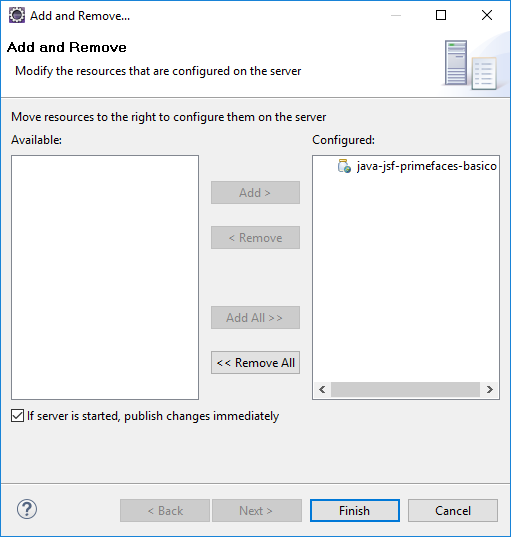 Add and Remove...
Add and Remove
Modify the resources that are configured on the server
Move resources to the right to configure them on the server
Available:
Configured:
java-jsf-primefaces-basico
Add >
< Remove
Add All >>
<< Remove All
If server is started, publish changes immediately
?
< Back
Next >
Finish
Cancel